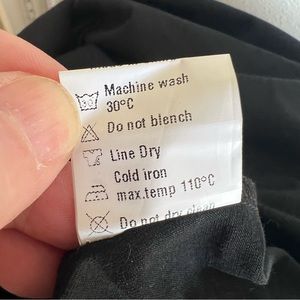 Machine wash
30°C
Do not blench
Line Dry
Cold iron
max.temp 110°C
Do not dry clean